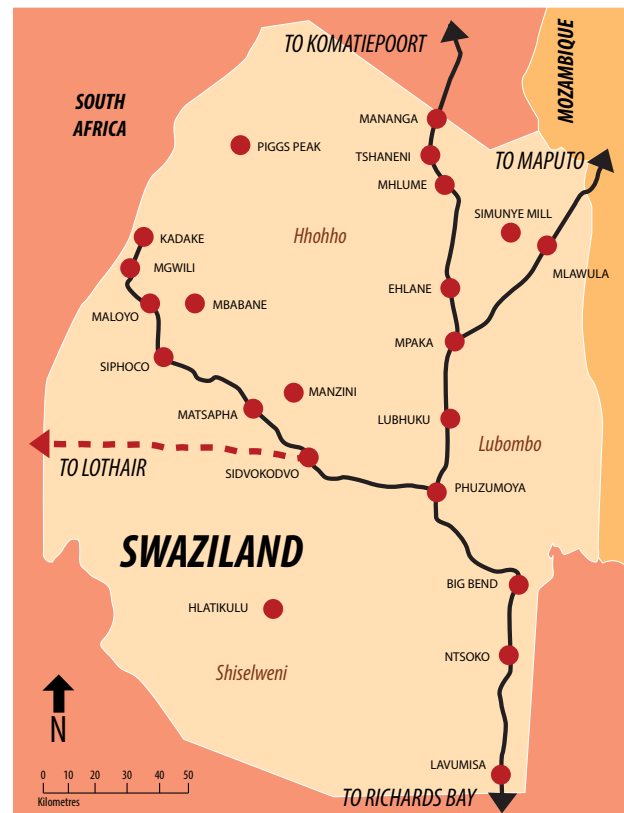 TO KOMATIEPOORT
MOZAMBIQUE
SOUTH
AFRICA
MANANGA
PIGGS PEAK
TSHANENI
TO MAPUTO
MHLUME
SIMUNYE MILL
KADAKE
Hhohho
MGWILI
MLAWULA
EHLANE
MALOYO
MBABANE
MPAKA
SIPHOCO
MANZINI
MATSAPHA
LUBHUKU
Lubombo
TO LOTHAIR
SIDVOKODVO
PHUZUMOYA
SWAZILAND
BIG BEND
HLATIKULU
NTSOKO
Shiselweni
N
LAVUMISA
0 10 20 30 40 50
Kilometres
TO RICHARDS BAY